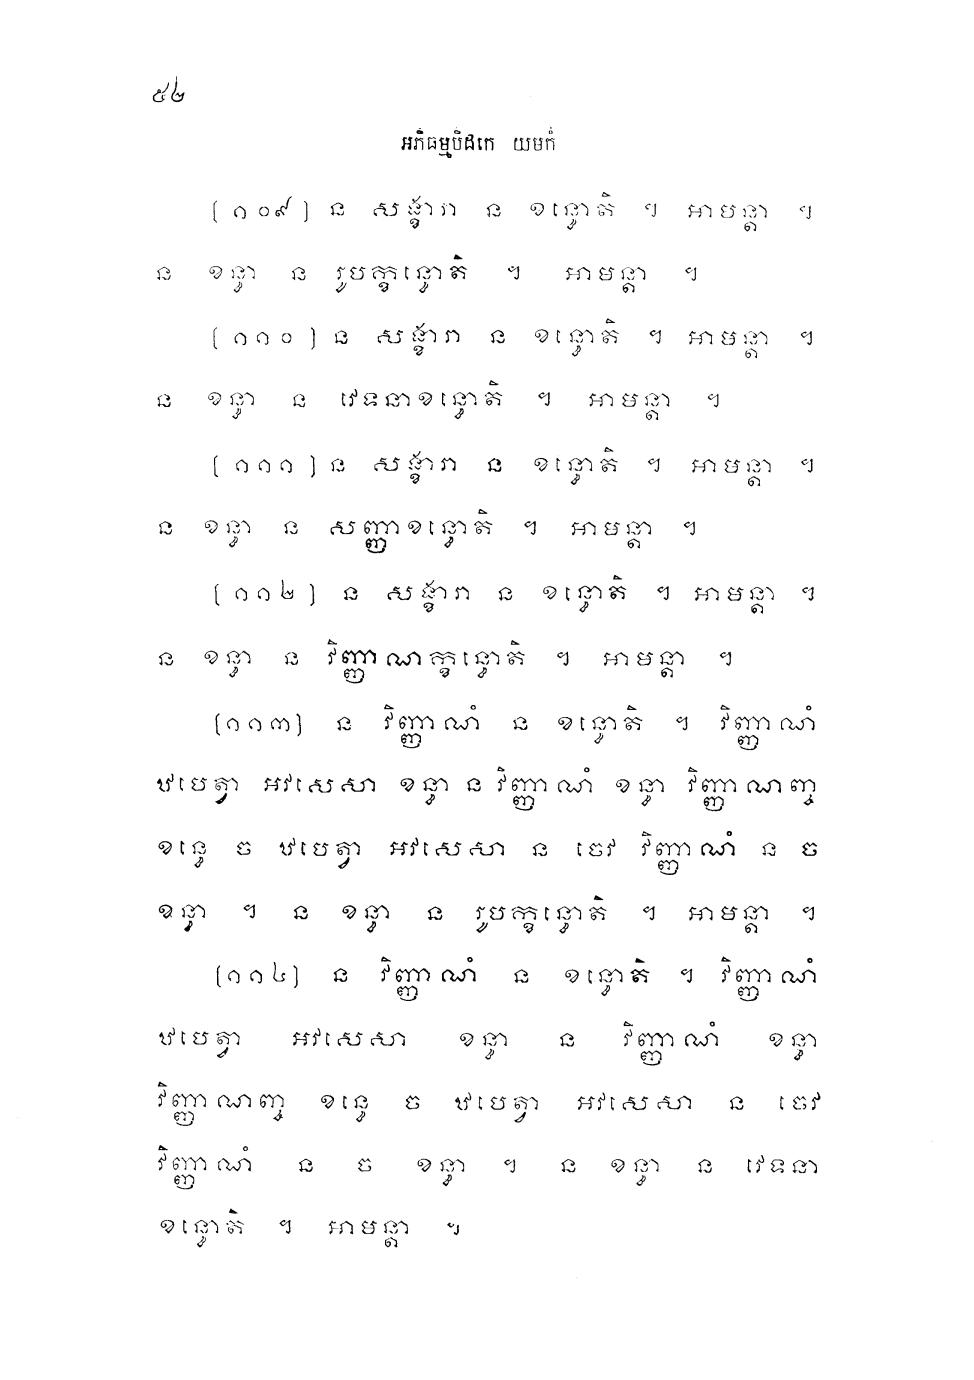 ៥២
អភិធម្មបិដកេ យមកំ
(១០៩) ន សង្ខារា ន ខន្ធោតិ ។ អាមន្តា ។
ន ខន្ធា ន រូបក្ខន្ធោតិ ។ អាមន្តា ។
(១១០) ន សង្ខារា ន ខន្ធោតិ ។ អាមន្តា ។
ន ខន្ធា ន វេទនាខន្ធោតិ ។ អាមន្តា ។
(១១១) ន សង្ខារា ន ខន្ធោតិ ។ អាមន្តា ។
ន ខន្ធា ន សញ្ញាខន្ធោតិ ។ អាមន្តា ។
(១១២) ន សង្ខារា ន ខន្ធោតិ ។ អាមន្តា ។
ន ខន្ធា ន វិញ្ញាណក្ខន្ធោតិ ។ អាមន្តា ។
(១១៣) ន វិញ្ញាណំ ន ខន្ធោតិ ។ វិញ្ញាណំ
ឋបេត្វា អវសេសា ខន្ធា ន វិញ្ញាណំ ខន្ធា វិញ្ញាណញ្ច
ខន្ធេ ច ឋបេត្វា អវសេសា ន ចេវ វិញ្ញាណំ ន ច
ខន្ធា ។ ន ខន្ធា ន រូបក្ខន្ធោតិ ។ អាមន្តា ។
(១១៤) ន វិញ្ញាណំ ន ខន្ធោតិ ។ វិញ្ញាណំ
ឋបេត្វា អវសេសា ខន្ធា ន វិញ្ញាណំ ខន្ធា
វិញ្ញាណញ្ច ខន្ធេ ច ឋបេត្វា អវសេសា ន ចេវ
វិញ្ញាណំ ន ច ខន្ធា ។ ន ខន្ធា ន វេទនា
ខន្ធោតិ ។ អាមន្តា ។